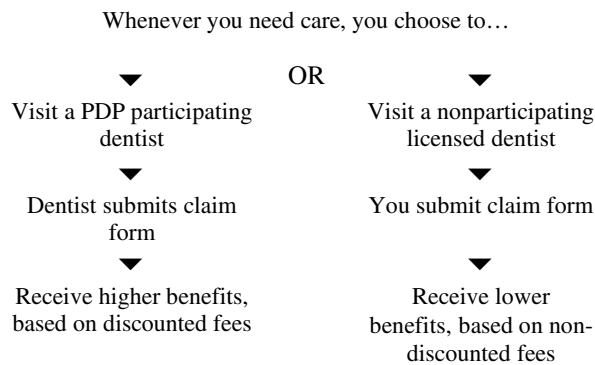 Whenever you need care, you choose to…
OR
Visit a PDP participating
dentist
Visit a nonparticipating
licensed dentist
Dentist submits claim
form
You submit claim form
Receive higher benefits,
based on discounted fees
Receive lower
benefits, based on non-
discounted fees